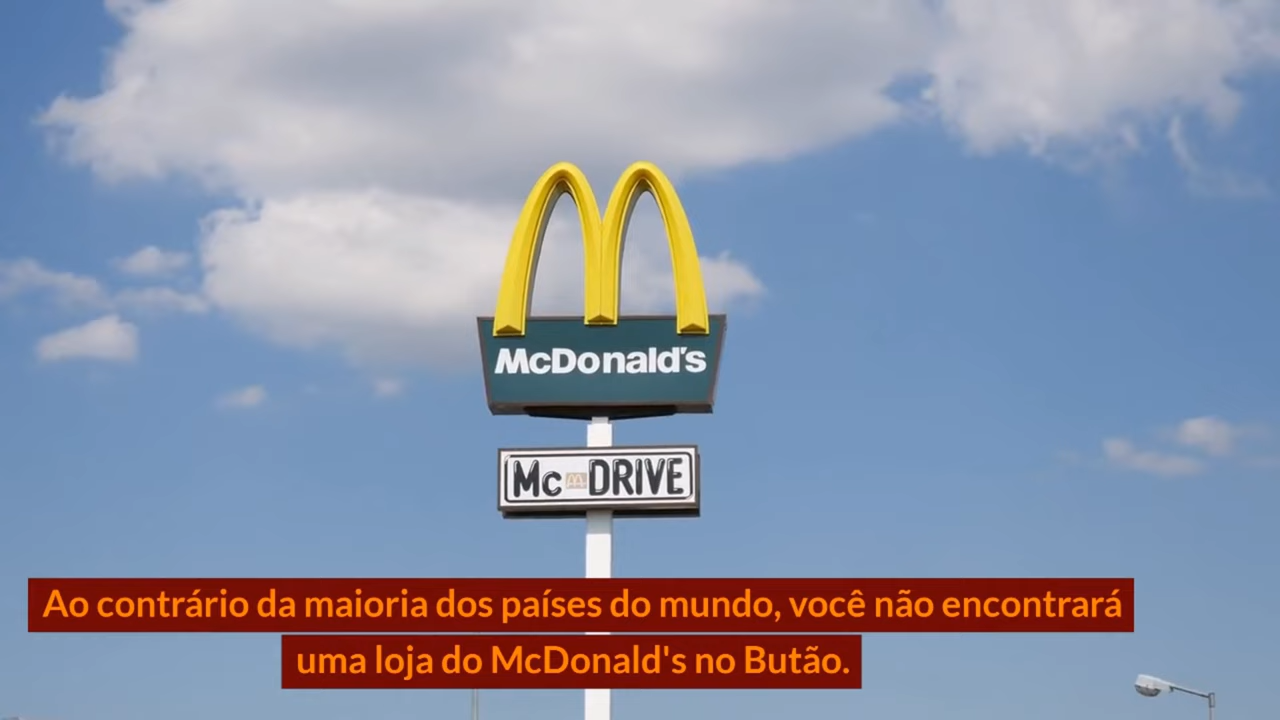 McDonald's
Mc DRIVE
Ao contrário da maioria dos países do mundo, você não encontrará
uma loja do McDonald's no Butão.